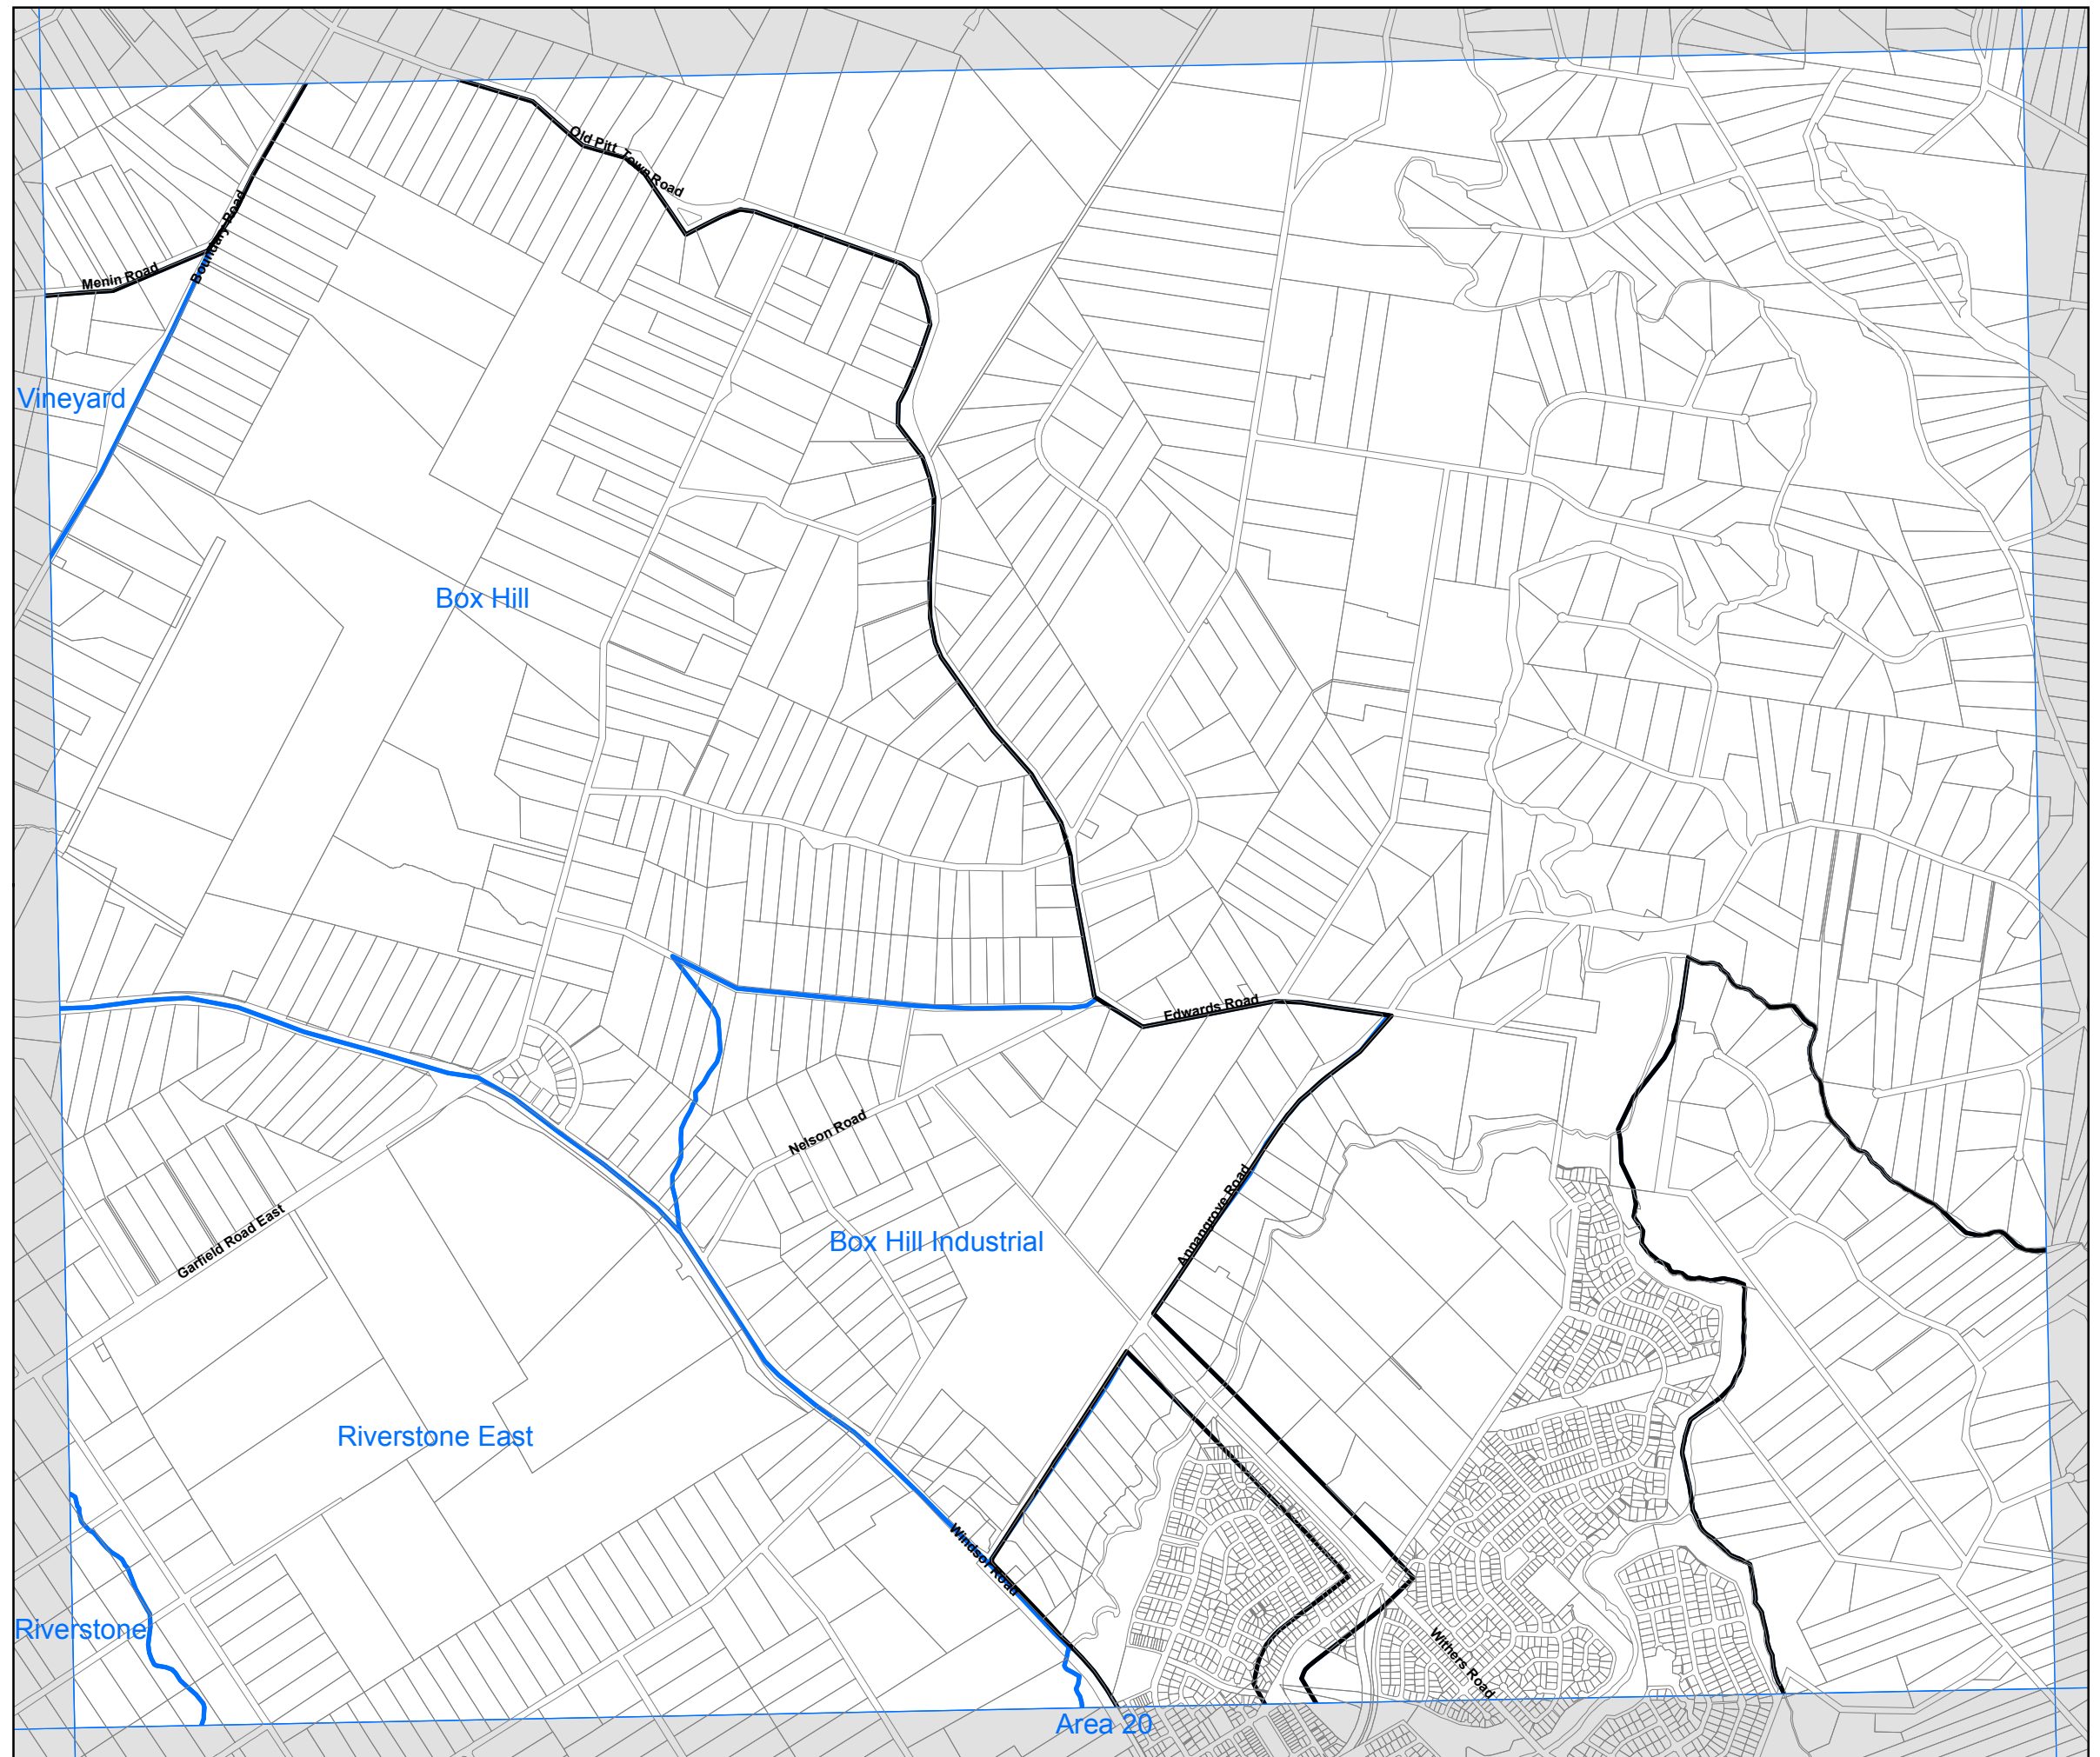 Old Pitt Town Road
Boundary Road
Menin Road
Vineyard
Box Hill
Edwards Road
Nelson Road
Annangrove Road
Garfield Road East
Box Hill Industrial
Riverstone East
Windsor Road
Riverstone
Withers Road
Area 20